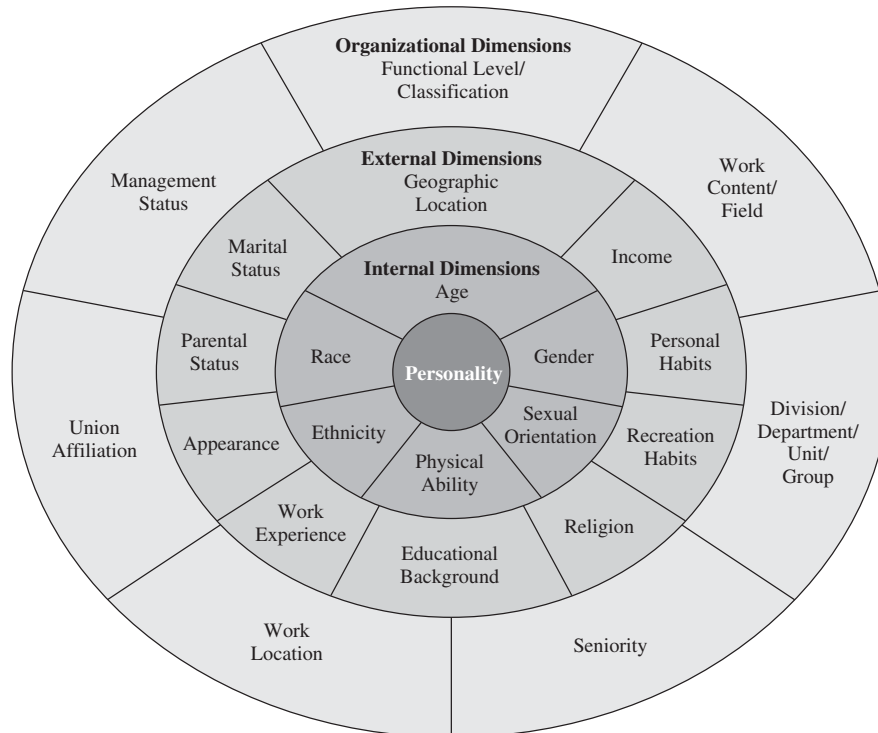 Organizational Dimensions
Functional Level/
Classification
Work
Content/
Field
Division/
Department/
Unit/
Group
Seniority
Work
Location
Union
Affiliation
Management
Status
External Dimensions
Geographic
Location
Income
Personal
Habits
Recreation
Habits
Religion
Educational
Background
Work
Experience
Appearance
Parental
Status
Marital
Status
Internal Dimensions
Age
Gender
Sexual
Orientation
Physical
Ability
Ethnicity
Race
Personality